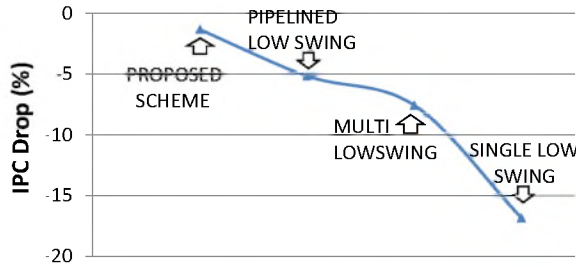 -0
-5
-10
-15
-20
IPC Drop (%)
PROPOSED
SCHEME
PIPELINED
LOW SWING
MULTI
LOWSWING
SINGLE LOW
SWING